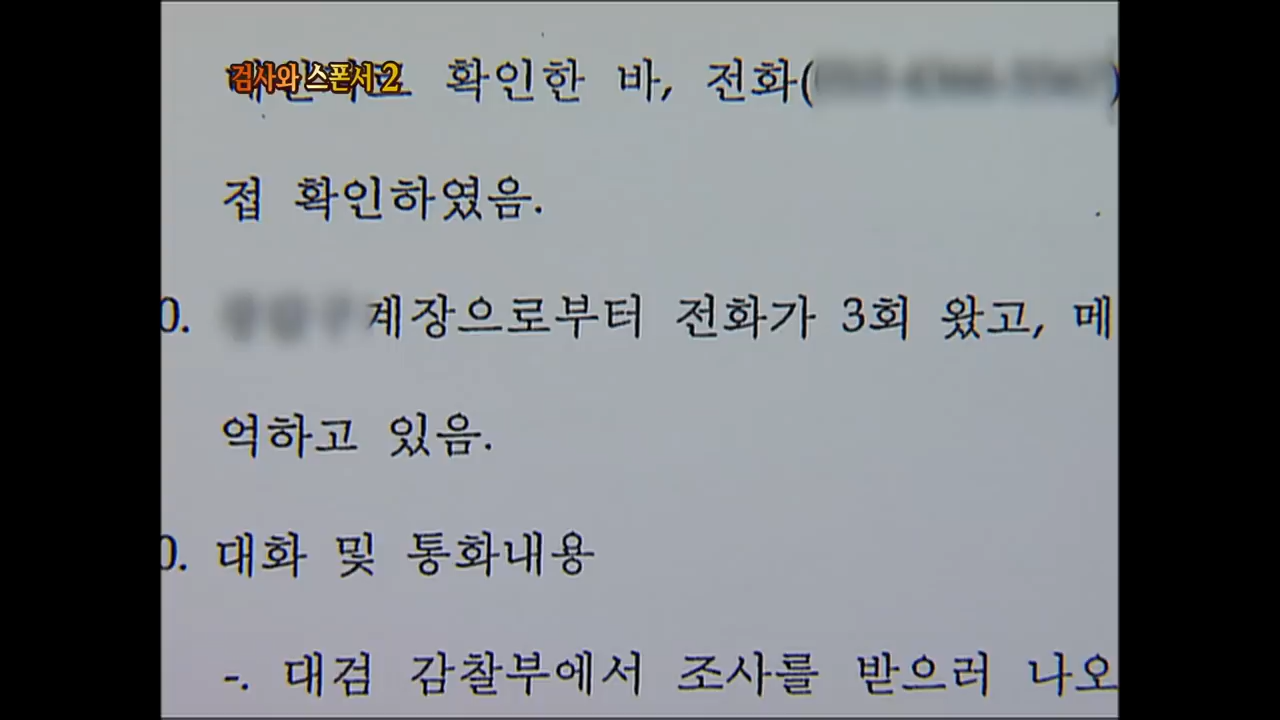 검사와 스폰서 2
확인한 바, 전화( )
접 확인하였음.
0. 계장으로부터 전화가 3회 왔고, 메
억하고 있음.
0. 대화 및 통화내용
-. 대검 감찰부에서 조사를 받으러 나오